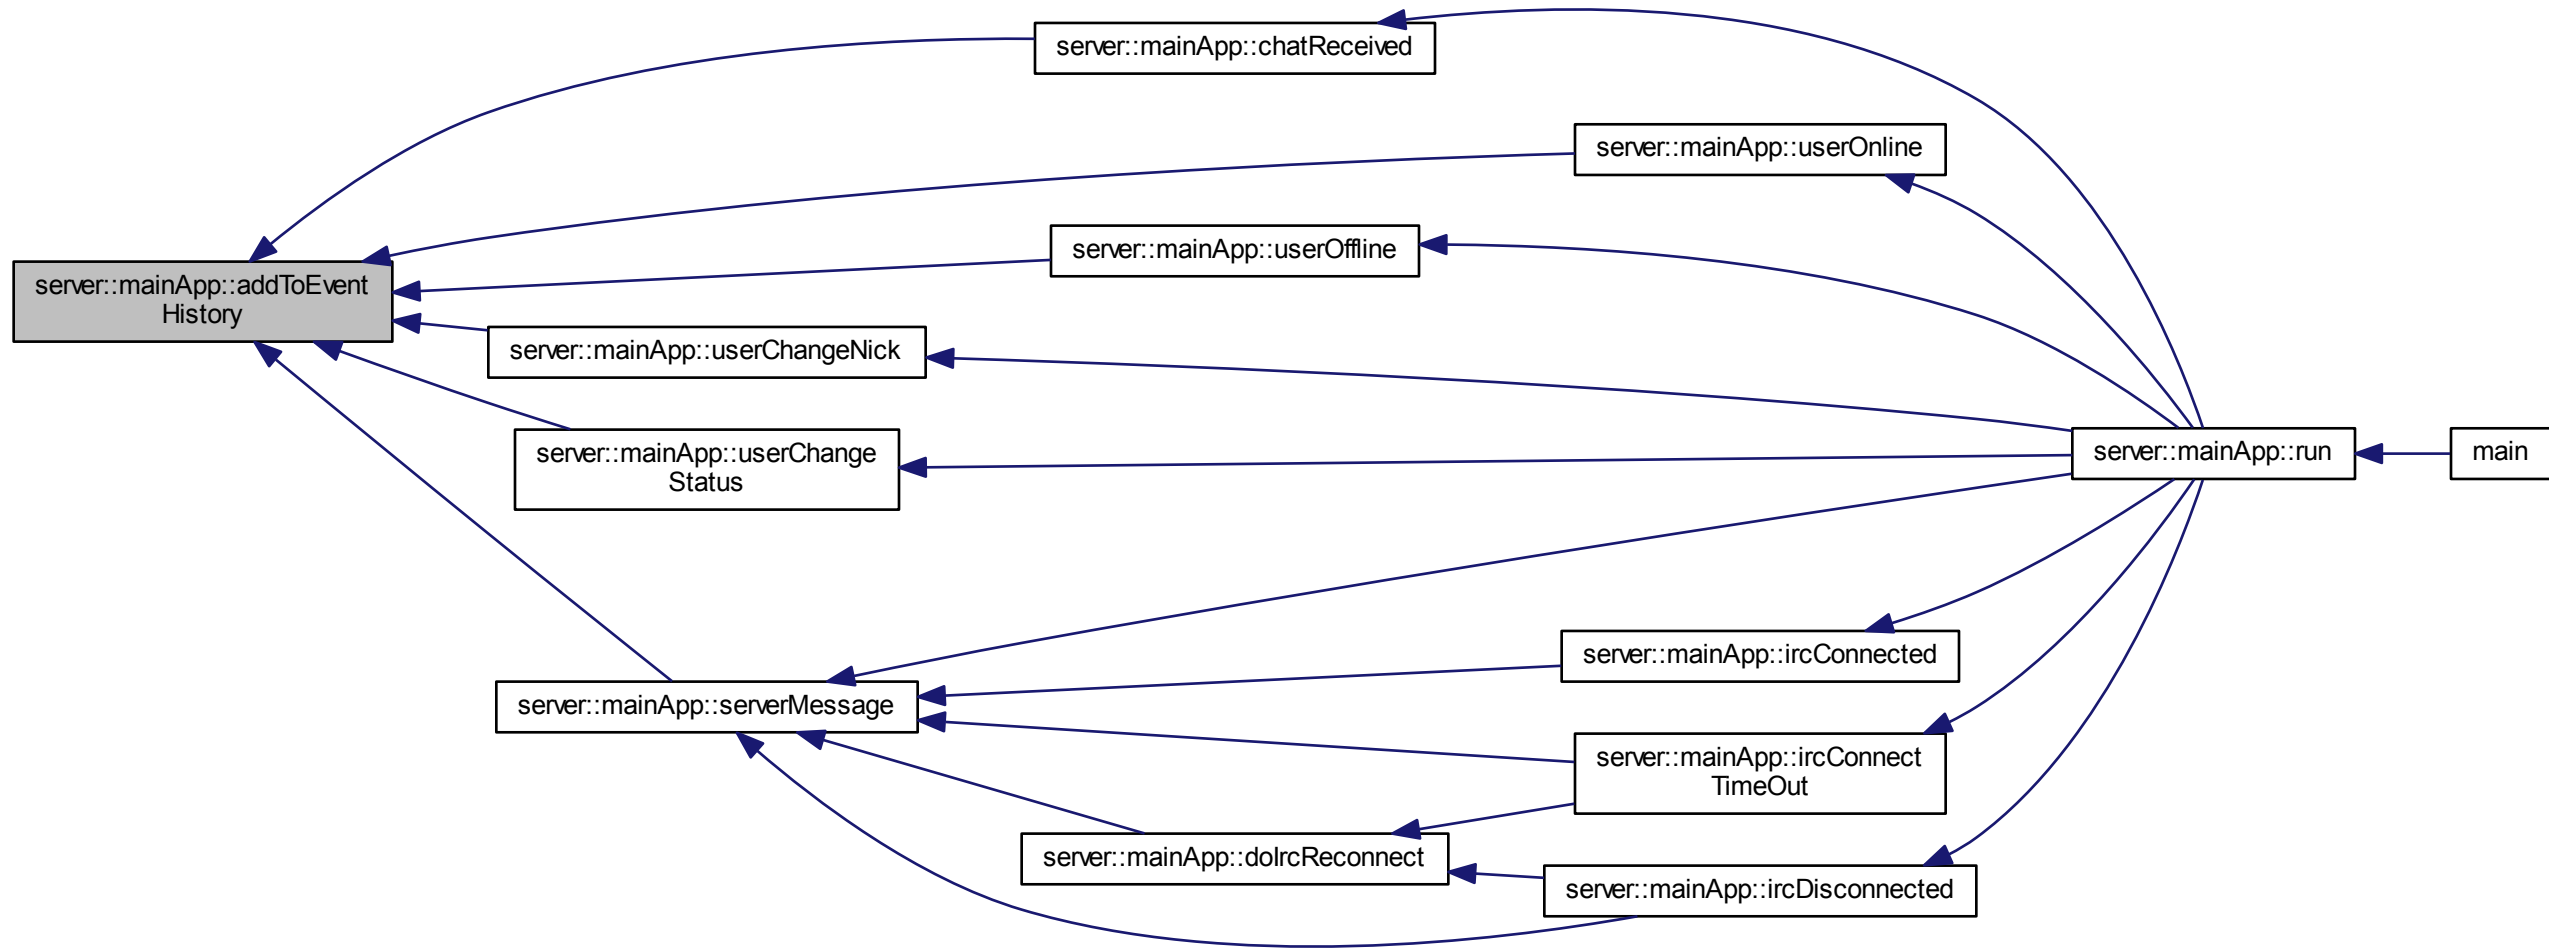 server::mainApp::chatReceived
server::mainApp::userOnline
server::mainApp::userOffline
server::mainApp::addToEvent
History
server::mainApp::userChangeNick
server::mainApp::userChange
Status
server::mainApp::run
main
server::mainApp::ircConnected
server::mainApp::serverMessage
server::mainApp::ircConnect
TimeOut
server::mainApp::doIrcReconnect
server::mainApp::ircDisconnected